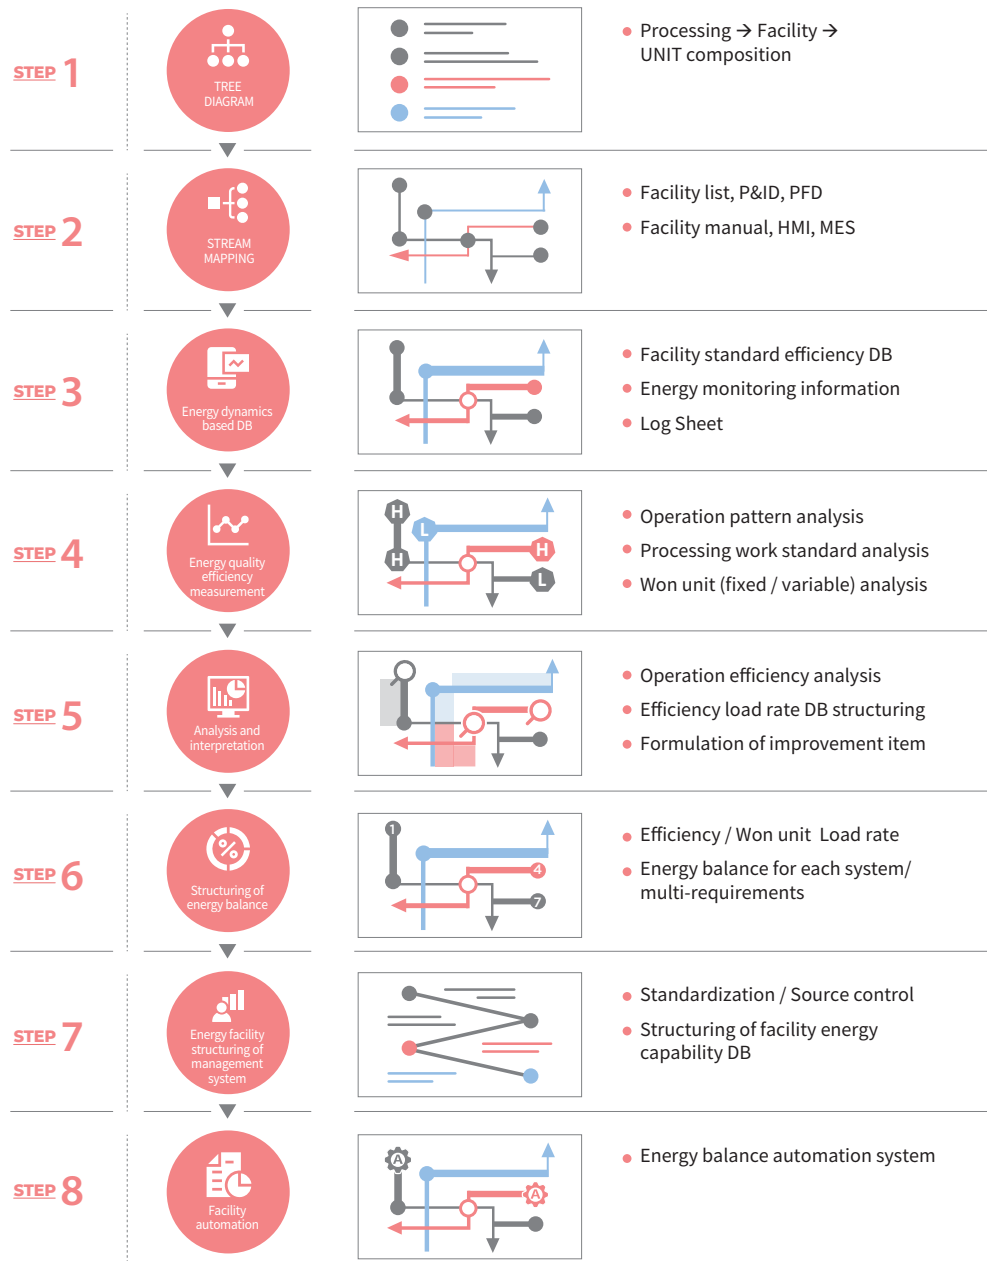 STEP 1
TREE
DIAGRAM
Processing → Facility →
UNIT composition
STEP 2
STREAM
MAPPING
Facility list, P&ID, PFD
Facility manual, HMI, MES
STEP 3
Energy dynamics
based DB
Facility standard efficiency DB
Energy monitoring information
Log Sheet
STEP 4
Energy quality
efficiency
measurement
H
L
H
H
L
Operation pattern analysis
Processing work standard analysis
Won unit (fixed / variable) analysis
STEP 5
Analysis and
interpretation
Operation efficiency analysis
Efficiency load rate DB structuring
Formulation of improvement item
STEP 6
%
Structuring of
energy balance
1
4
7
Efficiency / Won unit Load rate
Energy balance for each system/
multi-requirements
STEP 7
Energy facility
structuring of
management
system
Standardization / Source control
Structuring of facility energy
capability DB
STEP 8
Facility
automation
A
A
Energy balance automation system